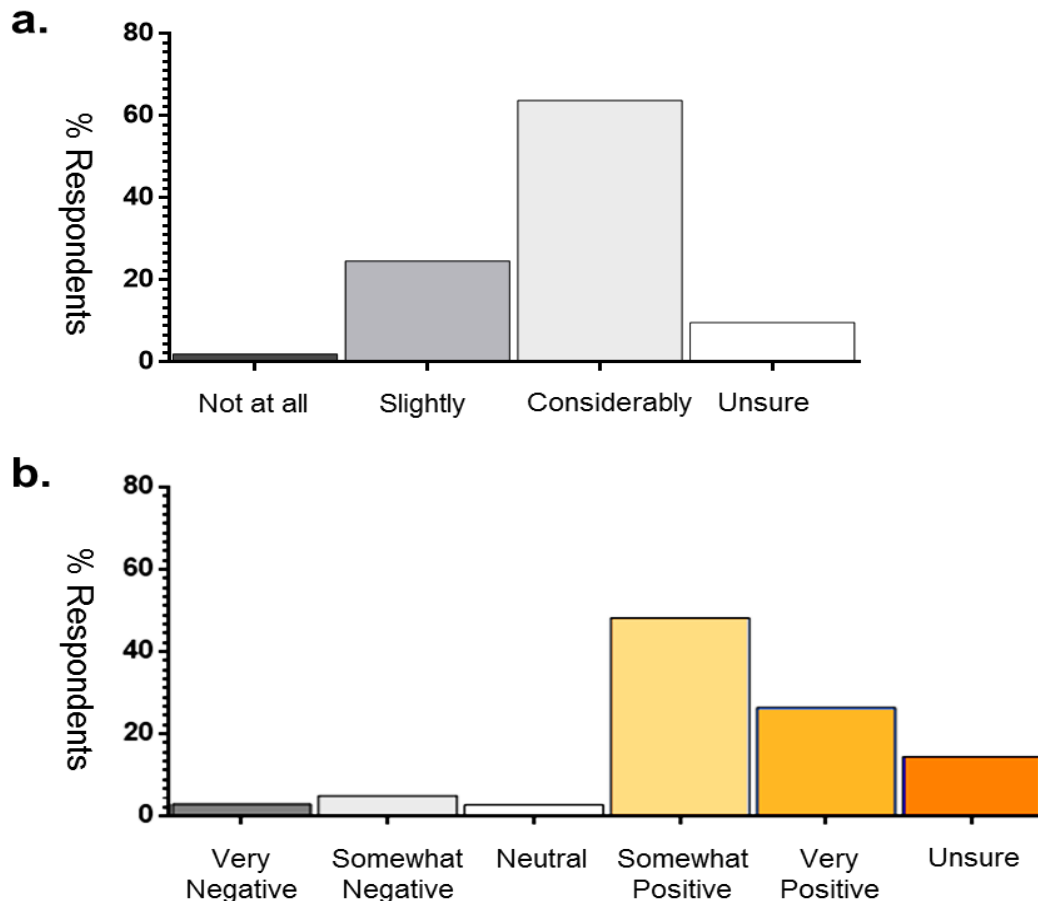 a.
80
60
40
20
0
% Respondents
Not at all Slightly Considerably Unsure
b.
80
60
40
20
0
% Respondents
Very Negative
Somewhat Negative
Neutral
Somewhat Positive
Very Positive
Unsure